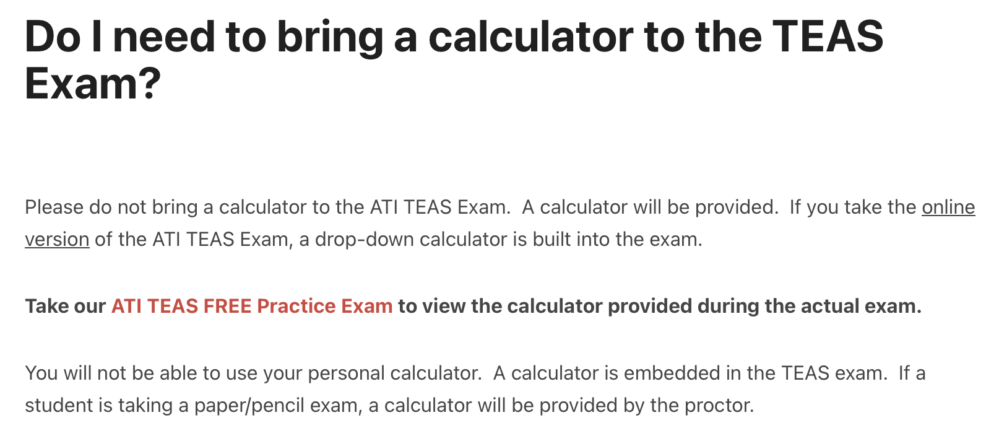 Do I need to bring a calculator to the TEAS
Exam?
Please do not bring a calculator to the ATI TEAS Exam.  A calculator will be provided.  If you take the online
version of the ATI TEAS Exam, a drop-down calculator is built into the exam.
Take our ATI TEAS FREE Practice Exam to view the calculator provided during the actual exam.
You will not be able to use your personal calculator.  A calculator is embedded in the TEAS exam.  If a
student is taking a paper/pencil exam, a calculator will be provided by the proctor.